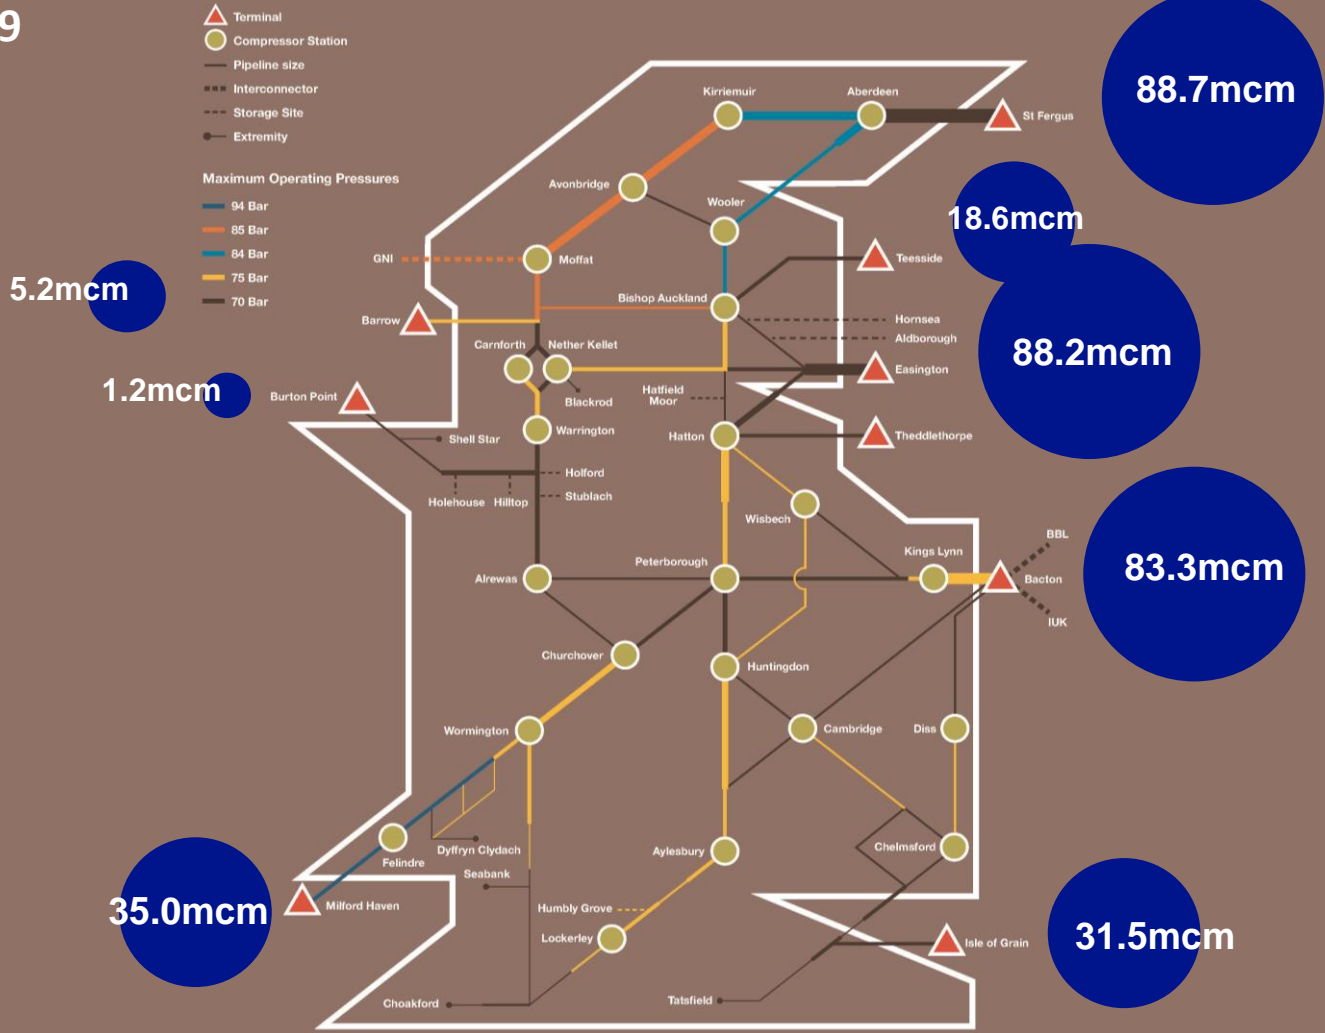 9
Terminal
Compressor Station
Pipeline size
Interconnector
Storage Site
Extremity
Maximum Operating Pressures
94 Bar
85 Bar
84 Bar
75 Bar
70 Bar
Kirriemuir
Aberdeen
St Fergus
88.7mcm
Avonbridge
Wooler
18.6mcm
GNI
Moffat
Teesside
5.2mcm
Bishop Auckland
Barrow
Hornsea
Aldborough
Carnforth
Nether Kellet
88.2mcm
Easington
1.2mcm
Burton Point
Blackrod
Hatfield
Moor
Warrington
Shell Star
Hatton
Theddlethorpe
Holford
Holehouse
Hilltop
Stublach
Wisbech
BBL
Kings Lynn
Peterborough
Alrewas
Bacton
83.3mcm
IUK
Churchover
Huntingdon
Wormington
Cambridge
Diss
Felindre
Dyffryn Clydach
Aylesbury
Chelmsford
Seabank
35.0mcm
Milford Haven
Humbly Grove
Lockerley
Isle of Grain
31.5mcm
Choakford
Tatsfield